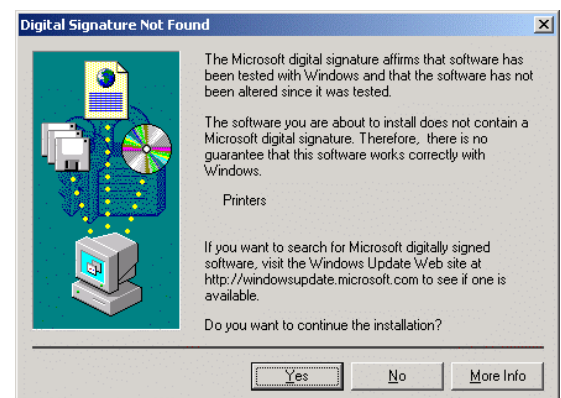 Digital Signature Not Found
The Microsoft digital signature affirms that software has
been tested with Windows and that the software has not
been altered since it was tested.
The software you are about to install does not contain a
Microsoft digital signature. Therefore, there is no
guarantee that this software works correctly with
Windows.
Printers
If you want to search for Microsoft digitally signed
software, visit the Windows Update Web site at
http://windowsupdate.microsoft.com to see if one is
available.
Do you want to continue the installation?
Yes
No
More Info